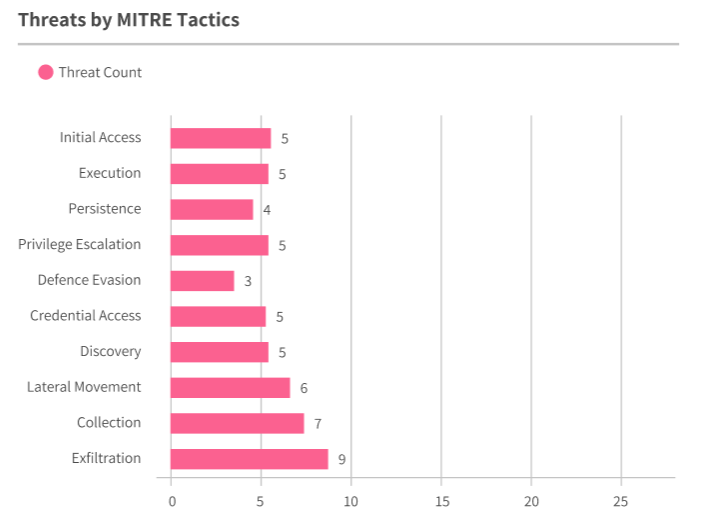 Threats by MITRE Tactics
Threat Count
Initial Access 5
Execution 5
Persistence 4
Privilege Escalation 5
Defence Evasion 3
Credential Access 5
Discovery 5
Lateral Movement 6
Collection 7
Exfiltration 9
0 5 10 15 20 25